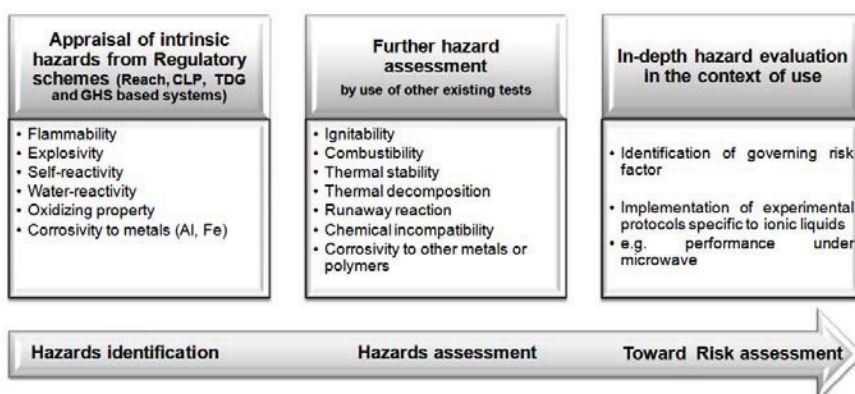 Appraisal of intrinsic
hazards from Regulatory
schemes (Reach, CLP, TDG
and GHS based systems)
• Flammability
• Explosivity
• Self-reactivity
• Water-reactivity
• Oxidizing property
• Corrosivity to metals (Al, Fe)
Further hazard
assessment
by use of other existing tests
• Ignitability
• Combustibility
• Thermal stability
• Thermal decomposition
• Runaway reaction
• Chemical incompatibility
• Corrosivity to other metals or
polymers
In-depth hazard evaluation
in the context of use
• Identification of governing risk
factor
• Implementation of experimental
protocols specific to ionic liquids
• e.g. performance under
microwave
Hazards identification
Hazards assessment
Toward Risk assessment